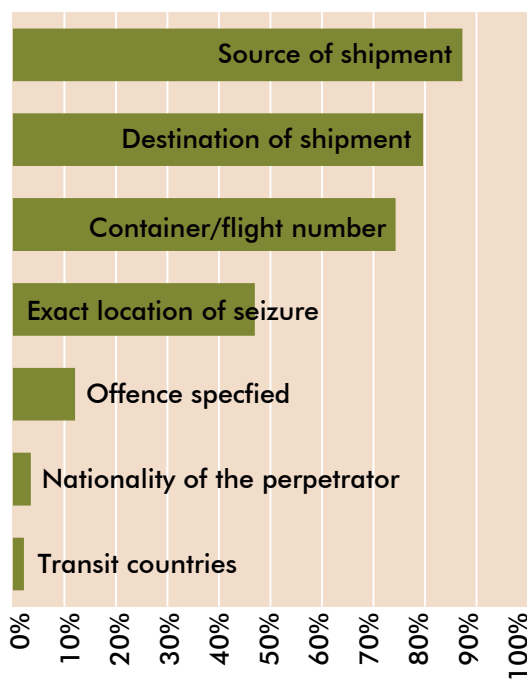 Source of shipment
Destination of shipment
Container/flight number
Exact location of seizure
Offence specfied
Nationality of the perpetrator
Transit countries
0%
10%
20%
30%
40%
50%
60%
70%
80%
90%
100%